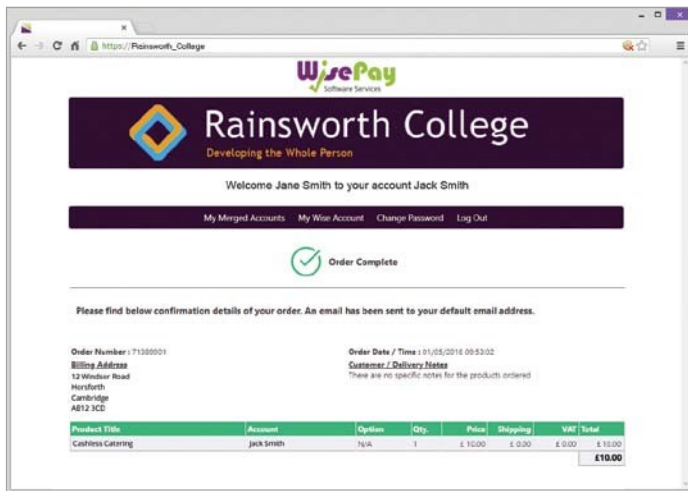 https://Rainsworth_College
WisePay
Software Services
Rainsworth College
Developing the Whole Person
Welcome Jane Smith to your account Jack Smith
My Merged Accounts My Wise Account Change Password Log Out
Order Complete
Please find below confirmation details of your order. An email has been sent to your default email address.
Order Number : 71380001
Order Date / Time : 01/05/2016 09:53:02
Billing Address
Customer / Delivery Notes
12 Windsor Road
There are no specific notes for the products ordered
Horsforth
Cambridge
AB12 3CD
Product Title Account Option Qty. Price Shipping VAT Total
Cashless Catering Jack Smith N/A 1 £ 10.00 £ 0.00 £ 0.00 £ 10.00
£10.00